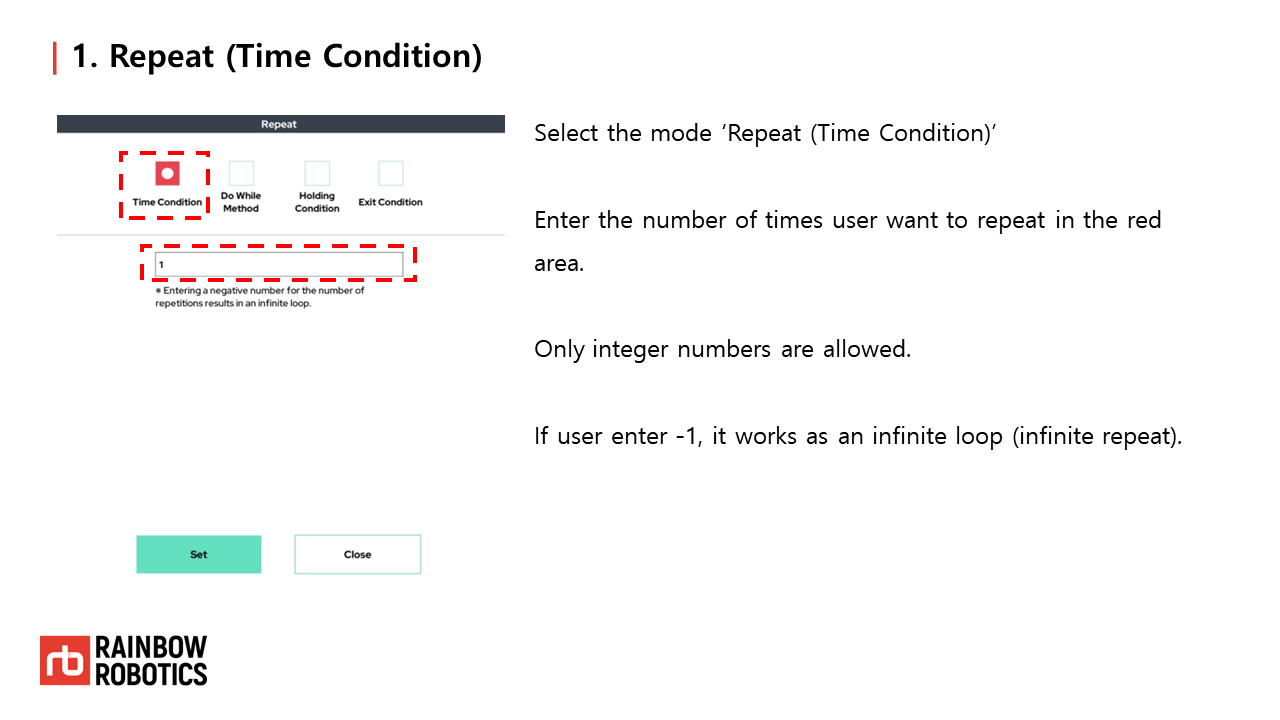 1. Repeat (Time Condition)
Repeat
Time Condition
Do While
Method
Holding
Condition
Exit Condition
1
※ Entering a negative number for the number of
repetitions results in an infinite loop.
Set
Close
Select the mode ‘Repeat (Time Condition)’
Enter the number of times user want to repeat in the red
area.
Only integer numbers are allowed.
If user enter -1, it works as an infinite loop (infinite repeat).
rb
RAINBOW
ROBOTICS